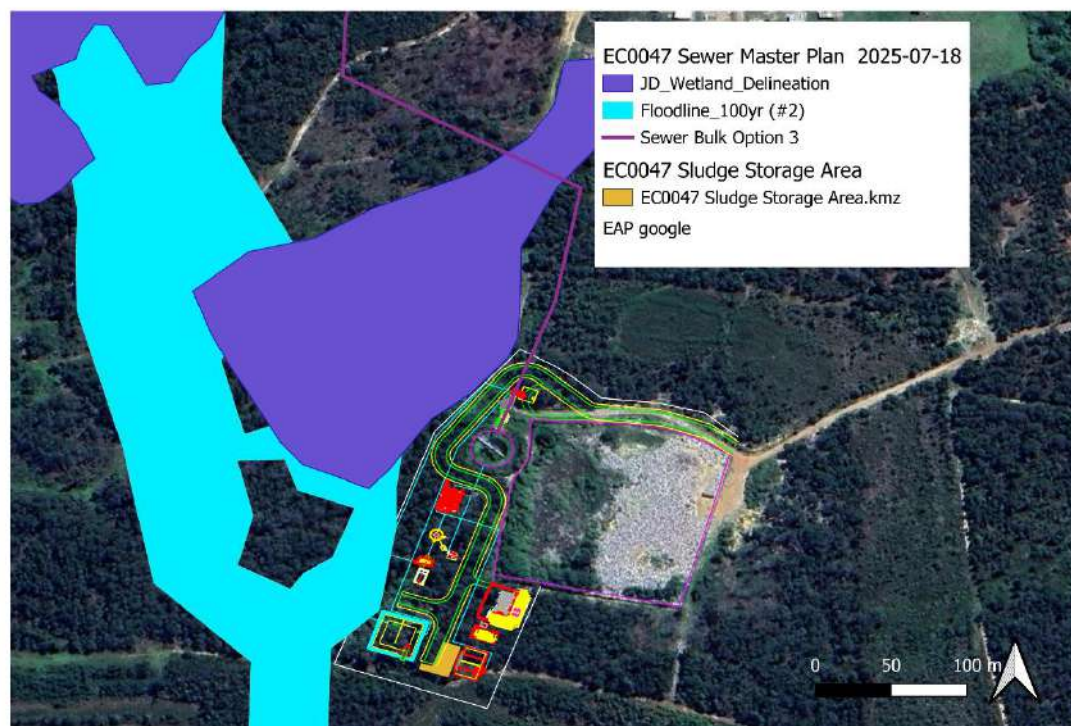 EC0047 Sewer Master Plan 2025-07-18
JD_Wetland_Delineation
Floodline_100yr (#2)
Sewer Bulk Option 3
EC0047 Sludge Storage Area
EC0047 Sludge Storage Area.kmz
EAP google
0 50 100 m